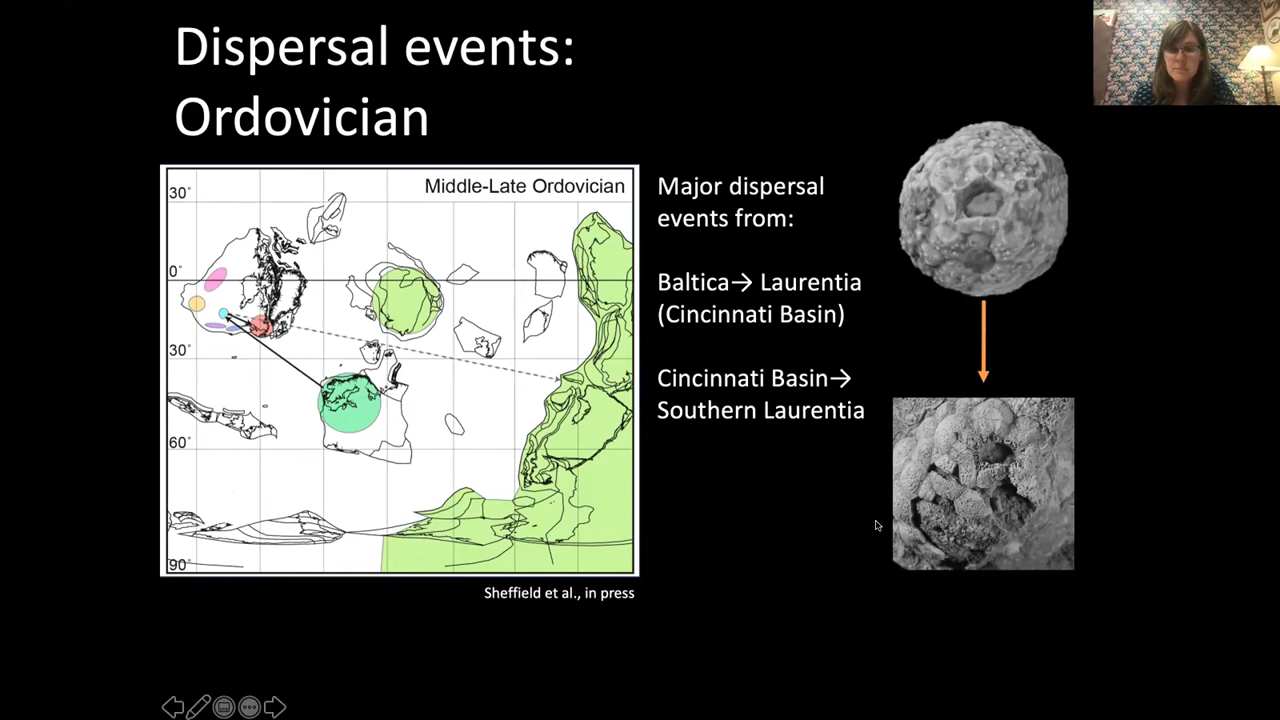 Dispersal events:
Ordovician
Middle-Late Ordovician
30°
0°
30°
60°
90°
Sheffield et al., in press
Major dispersal
events from:
Baltica→ Laurentia
(Cincinnati Basin)
Cincinnati Basin→
Southern Laurentia